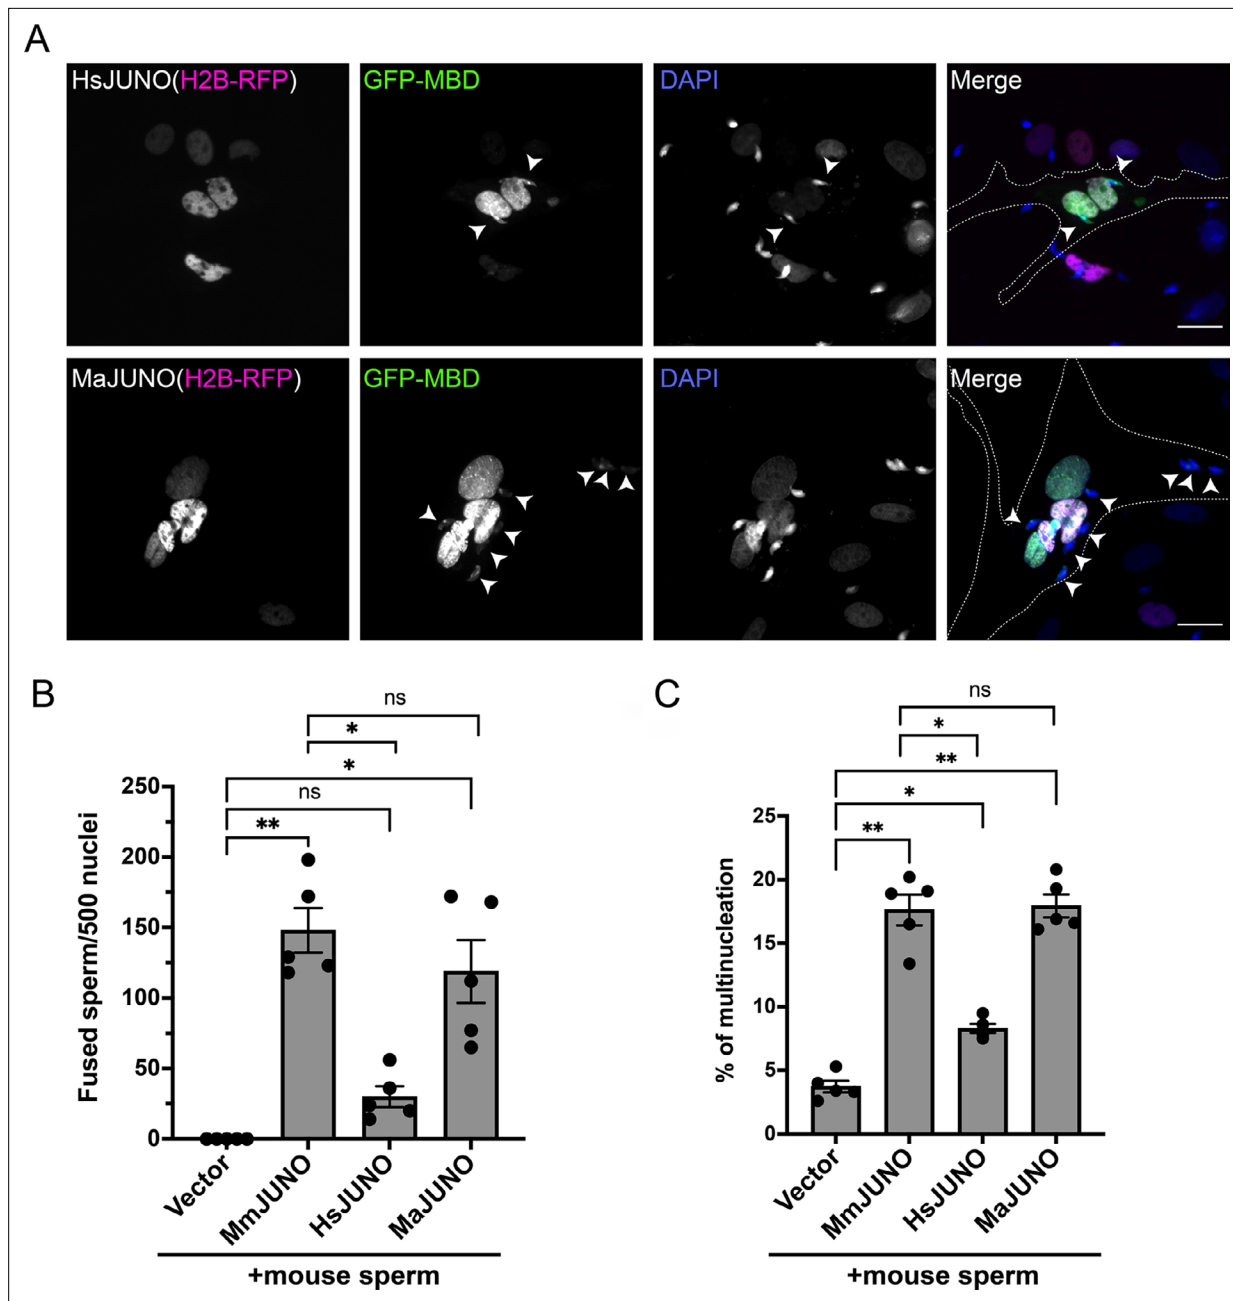 A
HsJUNO(H2B-RFP)
GFP-MBD
DAPI
Merge
MaJUNO(H2B-RFP)
GFP-MBD
DAPI
Merge
B
ns
*
*
ns
**
250
200
150
100
50
0
Fused sperm/500 nuclei
Vector
MmJUNO
HsJUNO
MaJUNO
+mouse sperm
C
ns
*
**
*
**
25
20
15
10
5
0
% of multinucleation
Vector
MmJUNO
HsJUNO
MaJUNO
+mouse sperm